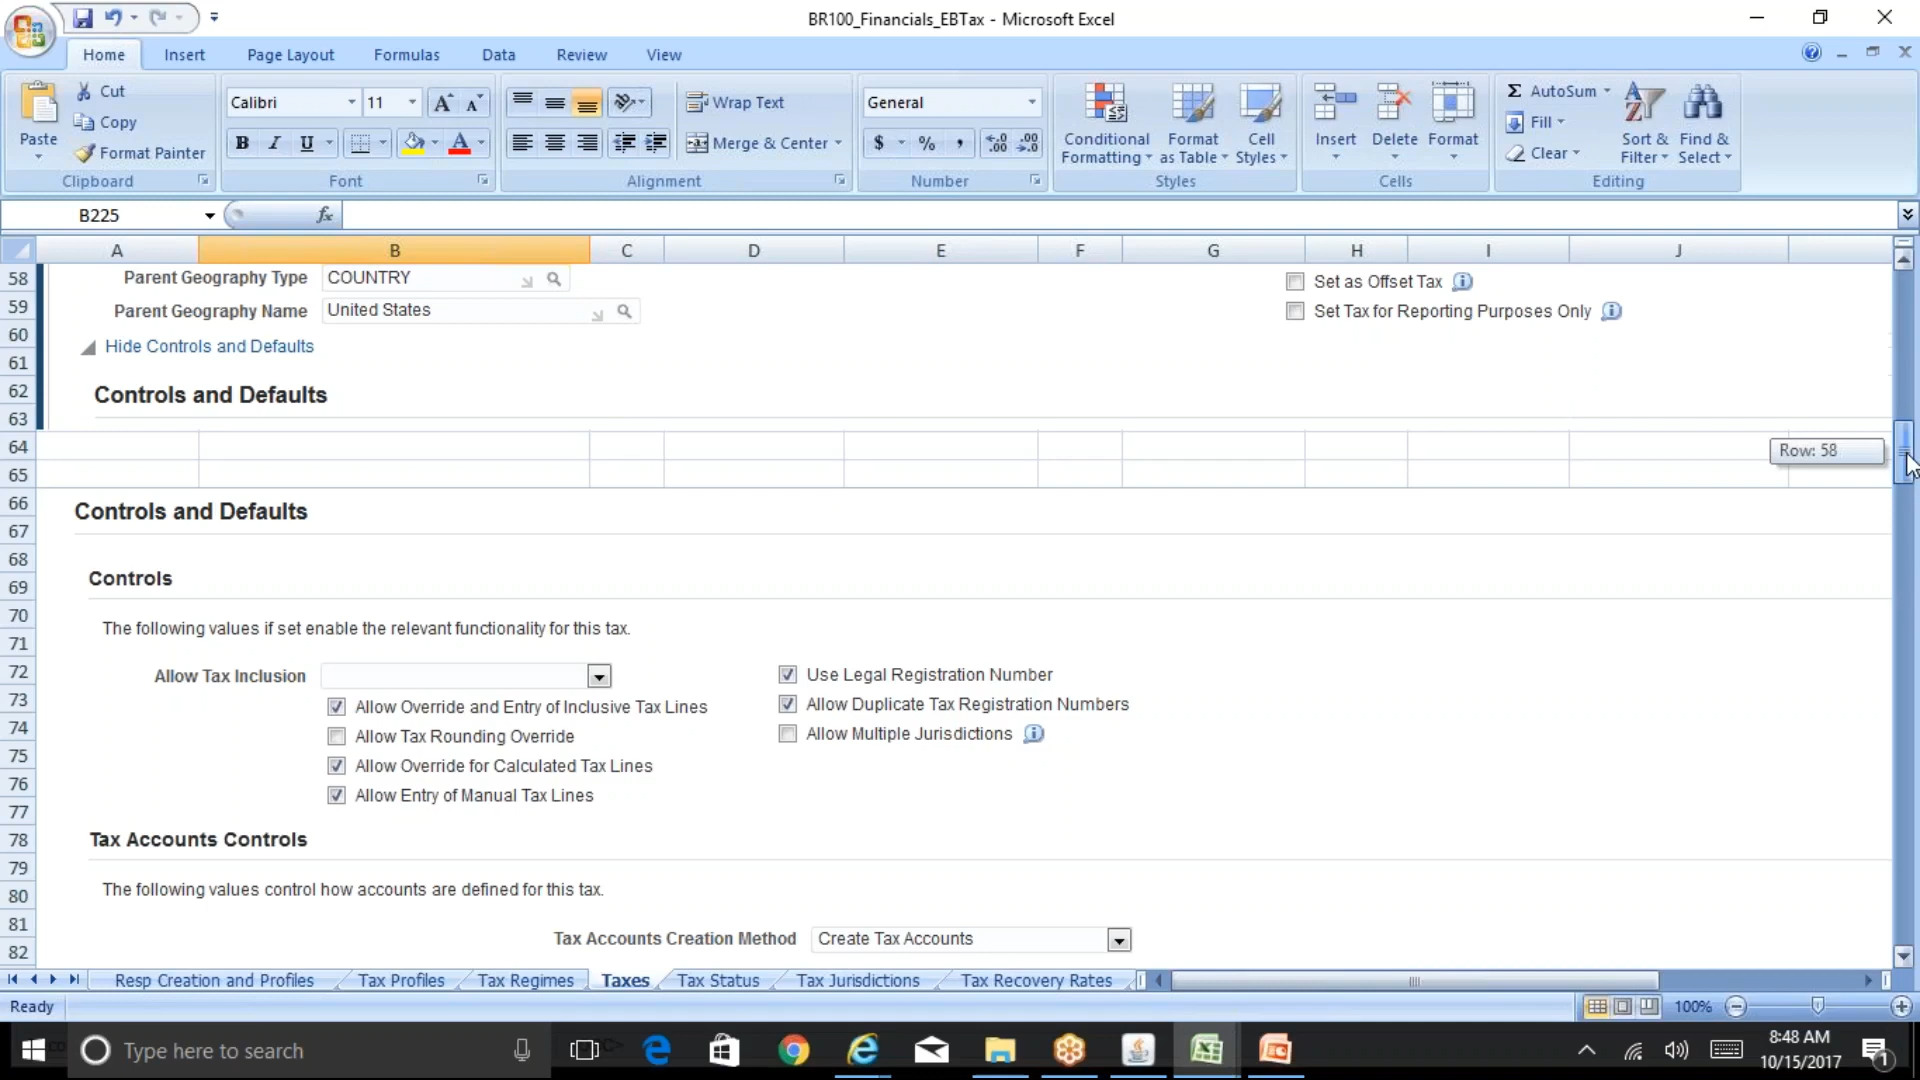 BR100_Financials_EBTax - Microsoft Excel
Home Insert Page Layout Formulas Data Review View
Paste
Cut
Copy
Format Painter
Clipboard
Calibri 11
B I U
Font
Wrap Text
Merge & Center
Alignment
General
$ % ,
Number
Conditional Formatting
Format as Table
Cell Styles
Styles
Insert Delete Format
Cells
AutoSum
Fill
Clear
Sort & Filter
Find & Select
Editing
B225 fx
A B C D E F G H I J
58 Parent Geography Type COUNTRY Set as Offset Tax
59 Parent Geography Name United States Set Tax for Reporting Purposes Only
60 Hide Controls and Defaults
61
62 Controls and Defaults
63
64 Row: 58
65
66 Controls and Defaults
67
68
69 Controls
70
71 The following values if set enable the relevant functionality for this tax.
72 Allow Tax Inclusion Use Legal Registration Number
73 Allow Override and Entry of Inclusive Tax Lines Allow Duplicate Tax Registration Numbers
74 Allow Tax Rounding Override Allow Multiple Jurisdictions
75
76 Allow Override for Calculated Tax Lines
77 Allow Entry of Manual Tax Lines
78 Tax Accounts Controls
79
80 The following values control how accounts are defined for this tax.
81
82 Tax Accounts Creation Method Create Tax Accounts
Resp Creation and Profiles Tax Profiles Tax Regimes Taxes Tax Status Tax Jurisdictions Tax Recovery Rates
Ready 100%
Type here to search
8:48 AM
10/15/2017
1